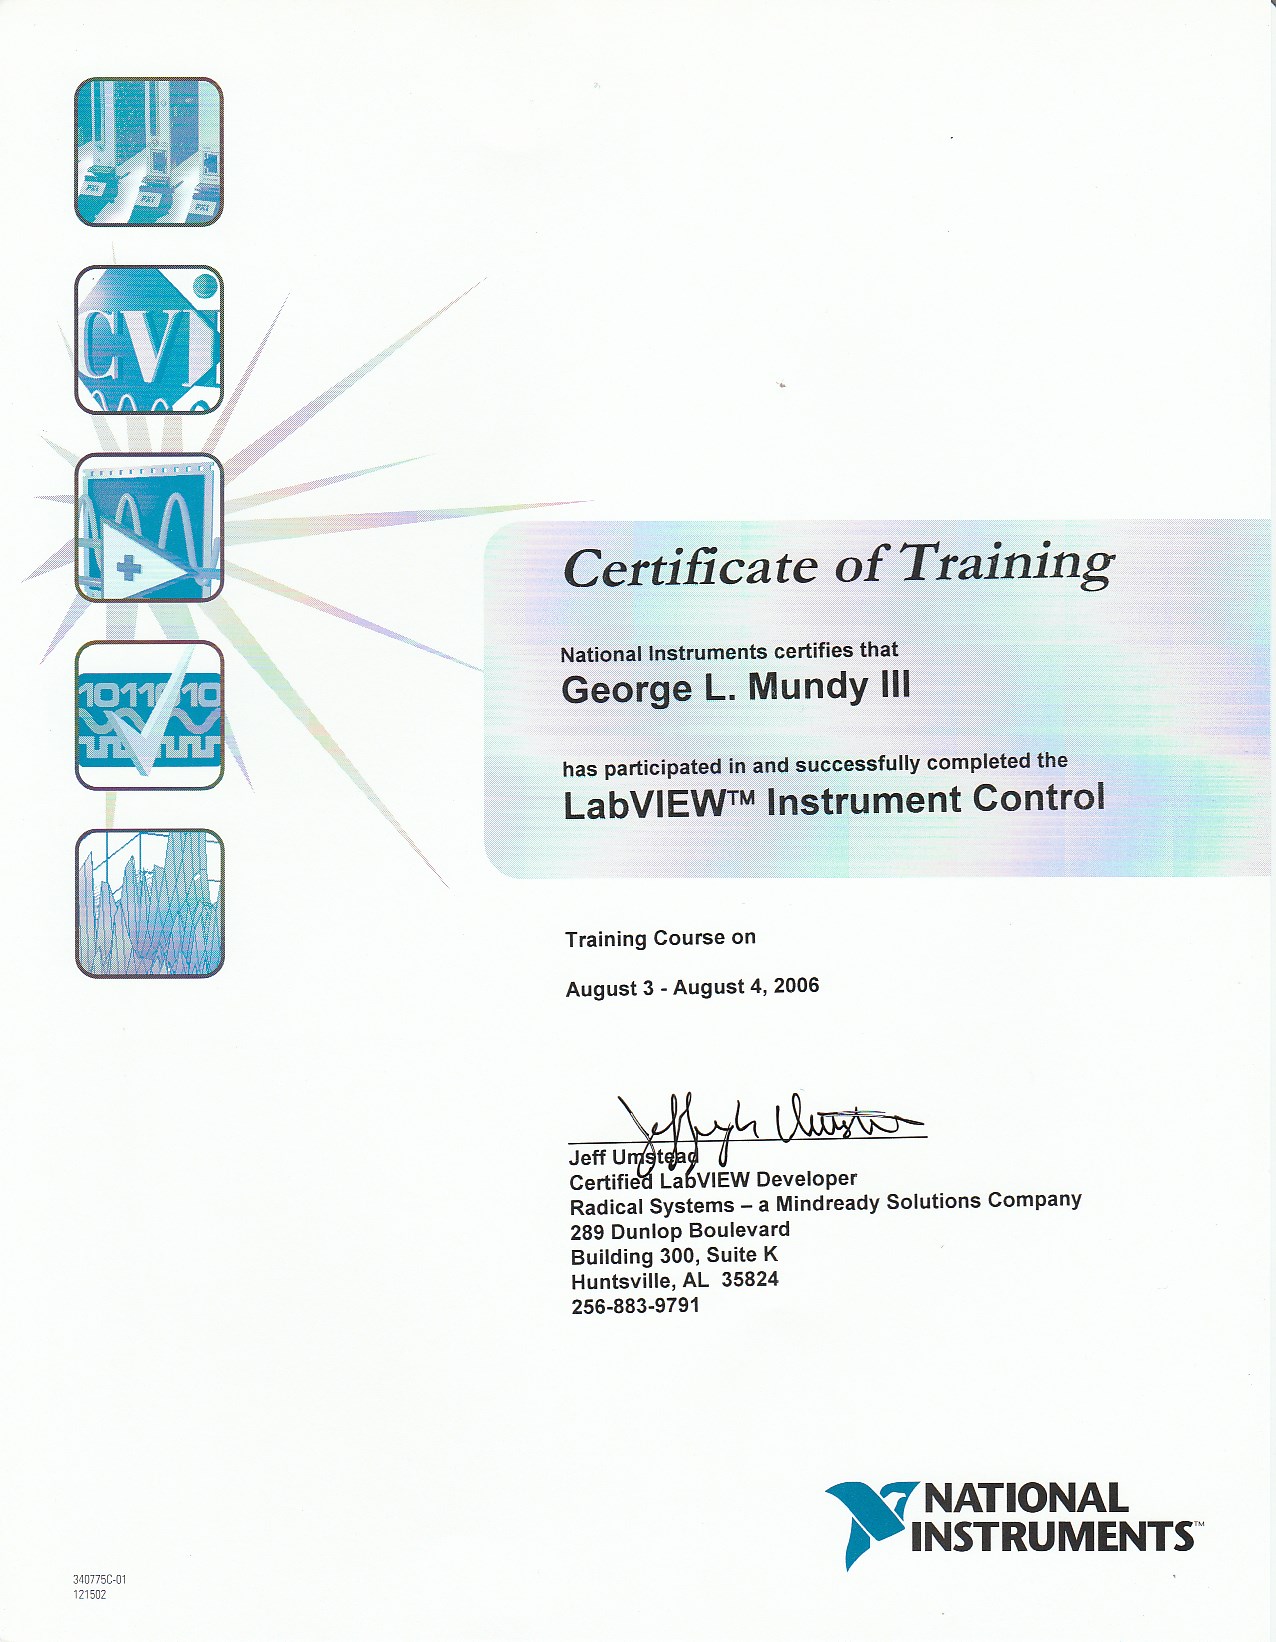 PXI
PXI
PXI
CVI
Certificate of Training
National Instruments certifies that
George L. Mundy III
has participated in and successfully completed the
LabVIEW™ Instrument Control
1011010
Training Course on
August 3 - August 4, 2006
Jeff Umstead
Certified LabVIEW Developer
Radical Systems – a Mindready Solutions Company
289 Dunlop Boulevard
Building 300, Suite K
Huntsville, AL  35824
256-883-9791
NATIONAL
INSTRUMENTS™
340775C-01
121502